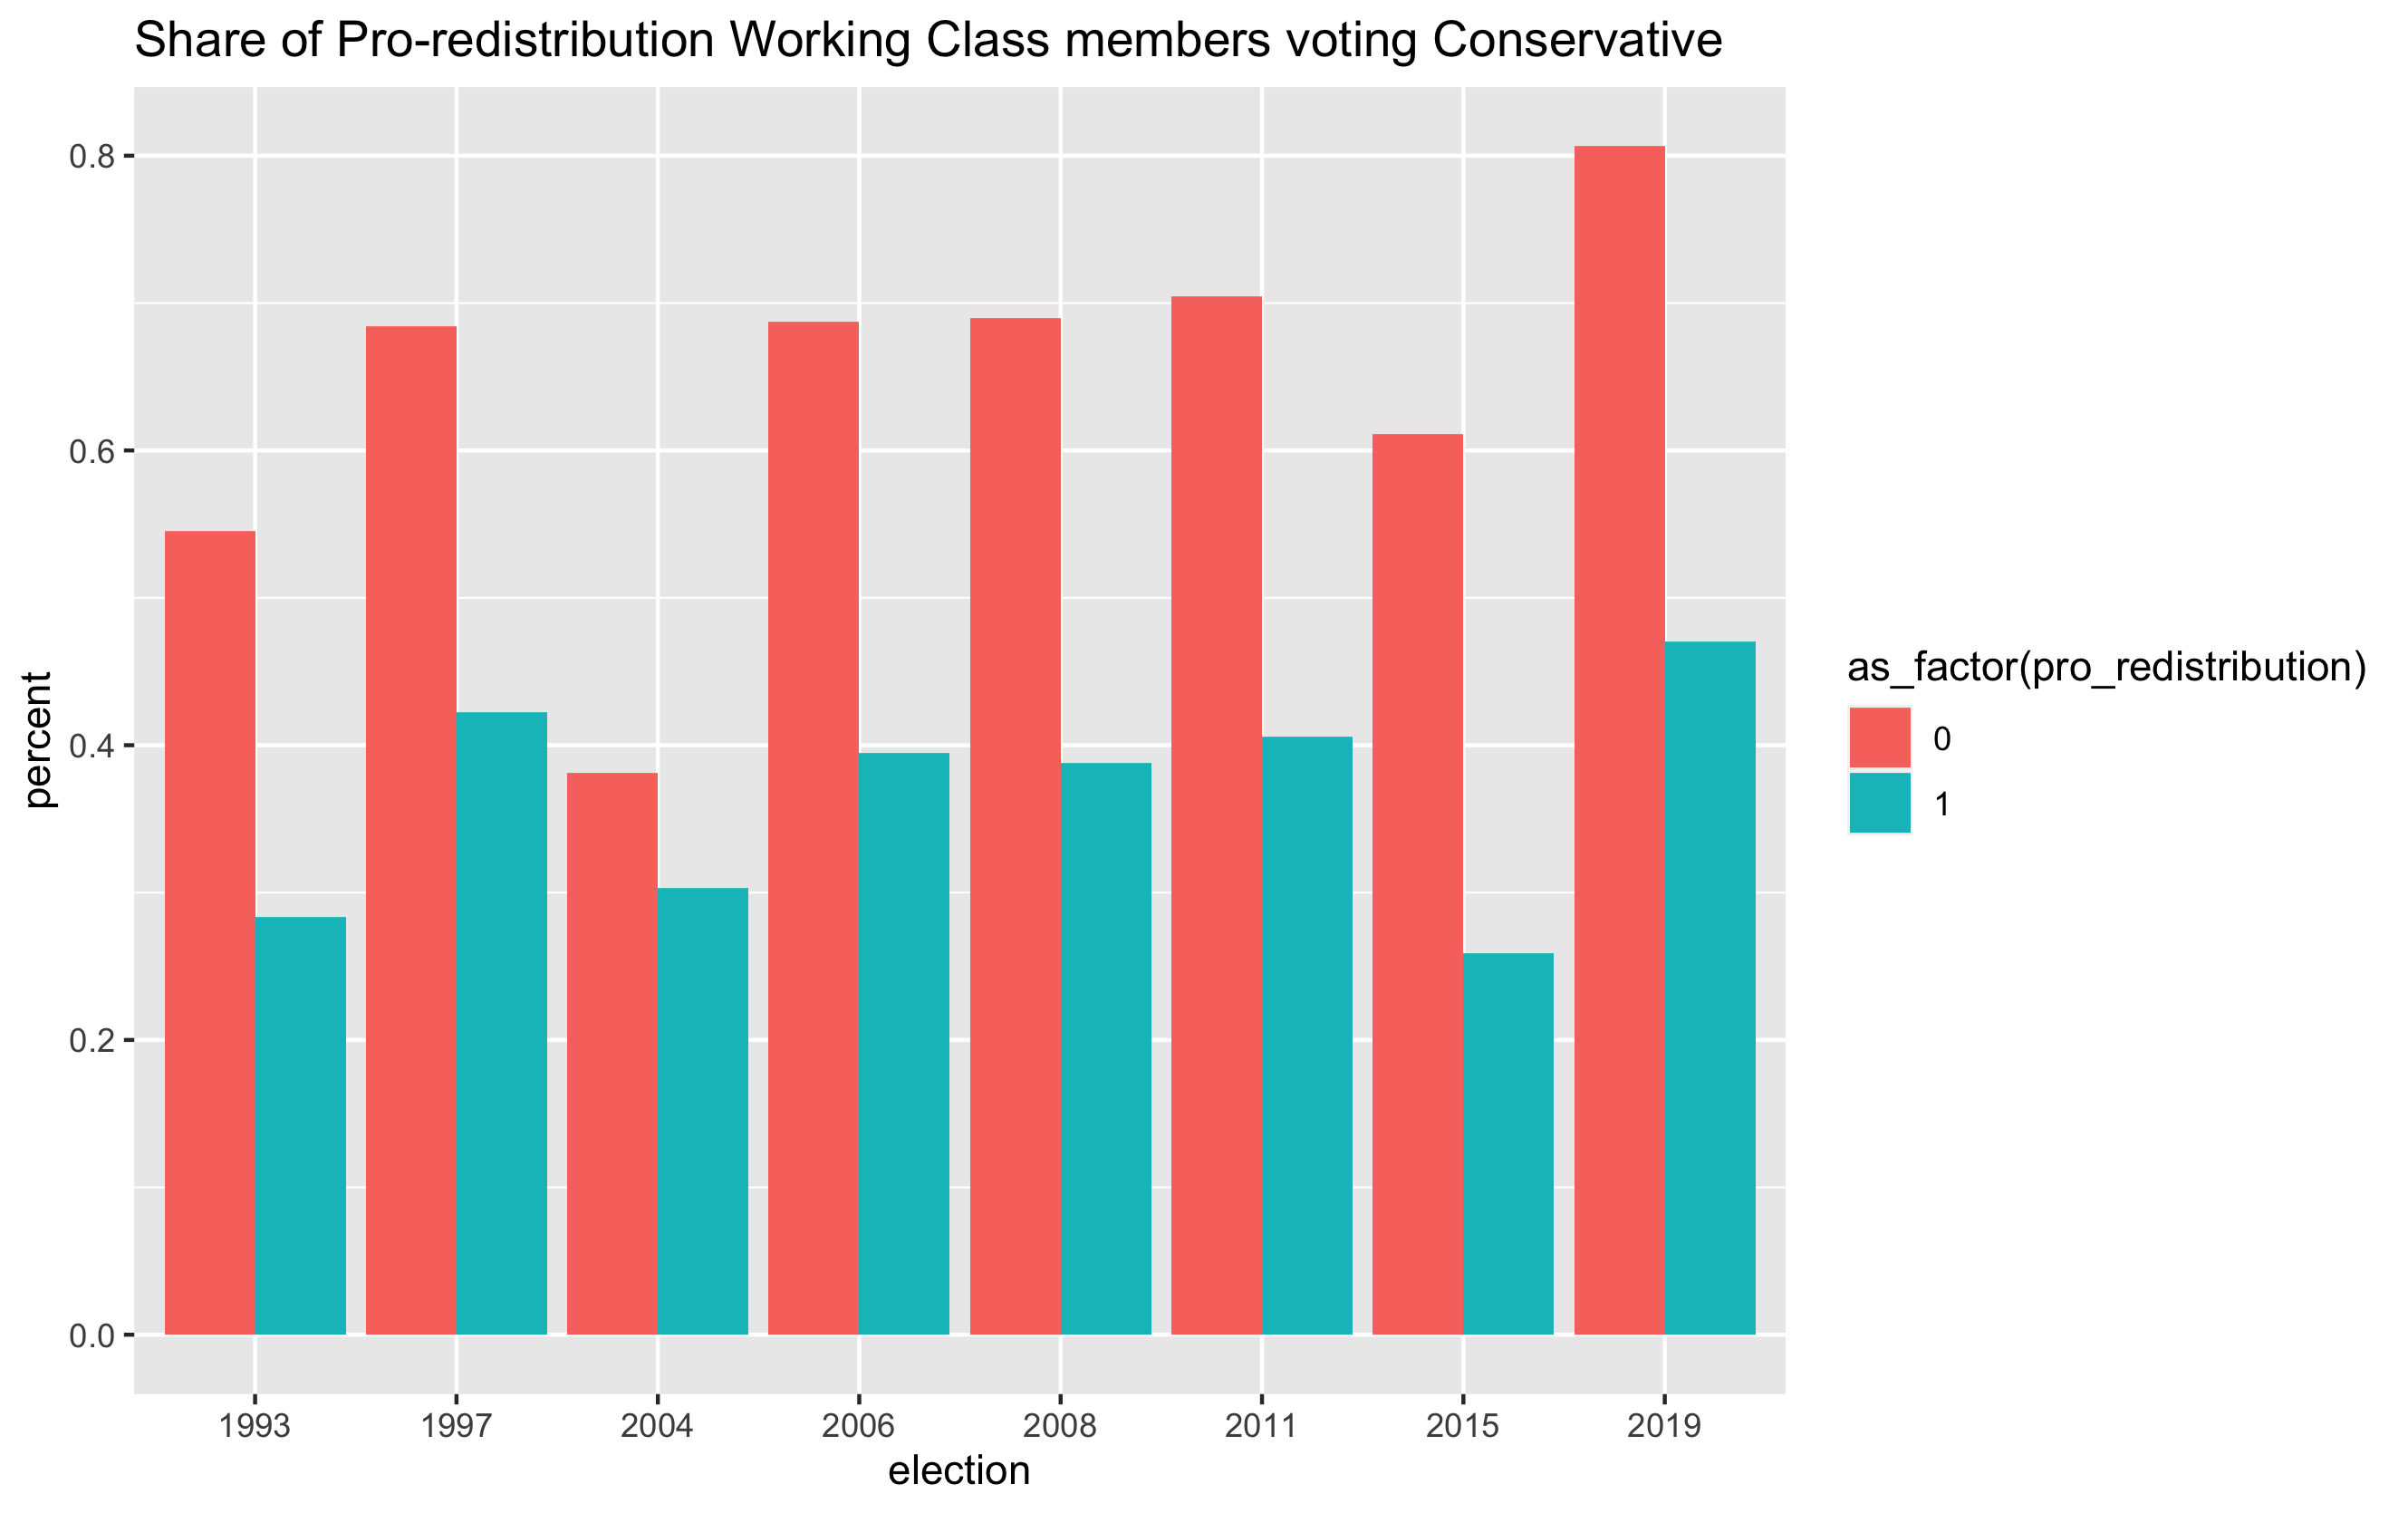 Share of Pro-redistribution Working Class members voting Conservative
0.8
0.6
0.4
0.2
0.0
percent
1993 1997 2004 2006 2008 2011 2015 2019
election
as_factor(pro_redistribution)
0
1